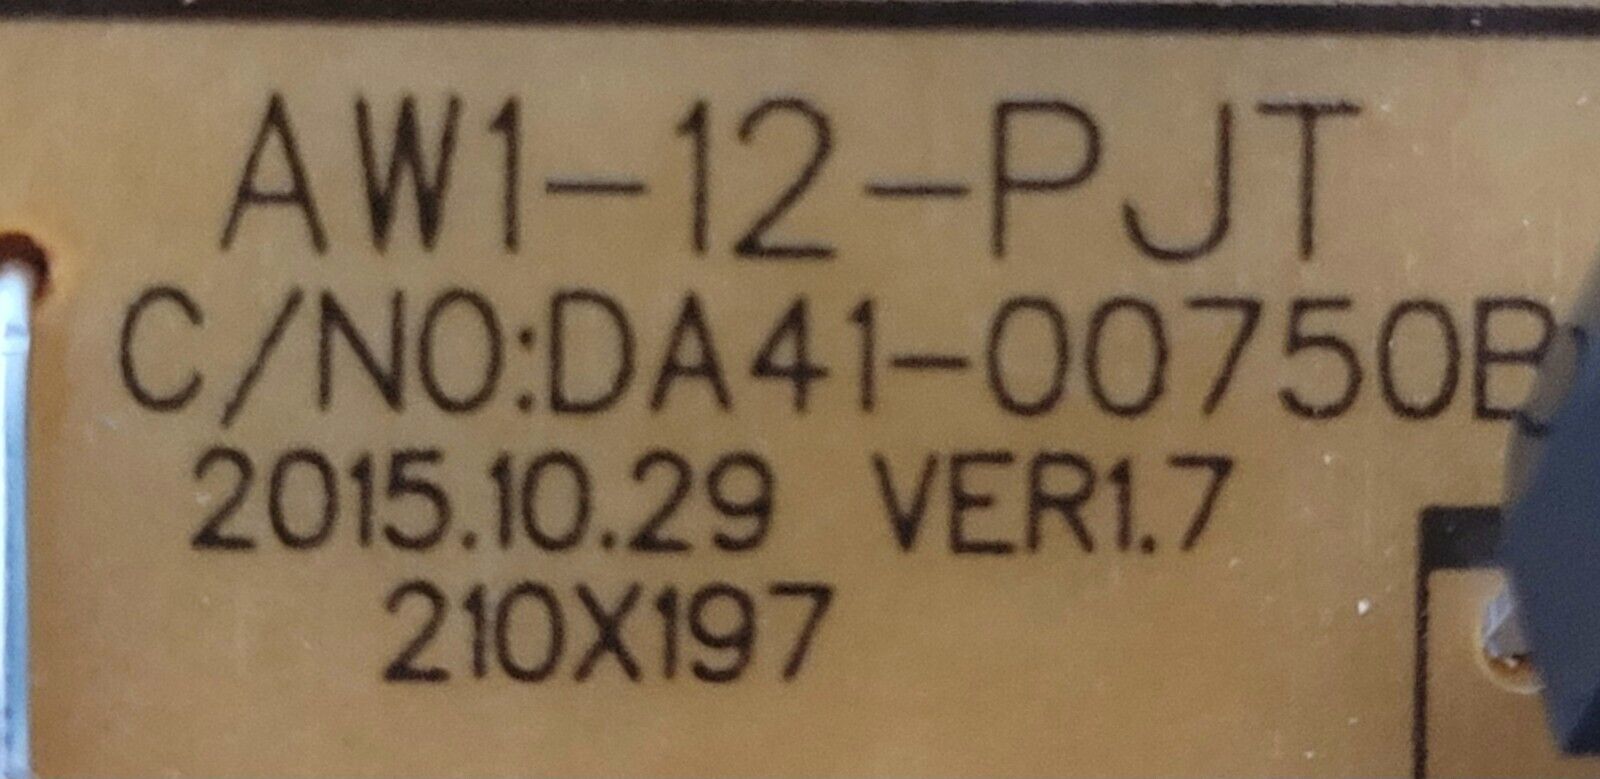 AW1-12-PJT
C/NO:DA41-00750B
2015.10.29 VER1.7
210X197